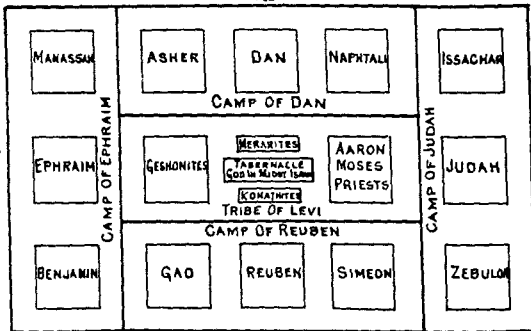 MANASSAH
ASHER
DAN
NAPHTALI
ISSACHAR
CAMP OF DAN
CAMP OF EPHRAIM
CAMP OF JUDAH
EPHRAIM
GESHONITES
MERARITES
TABERNACLE
GOD IN MIDST ISRAEL
KOHATHITES
AARON
MOSES
PRIESTS
JUDAH
TRIBE OF LEVI
CAMP OF REUBEN
BENJAMIN
GAD
REUBEN
SIMEON
ZEBULON